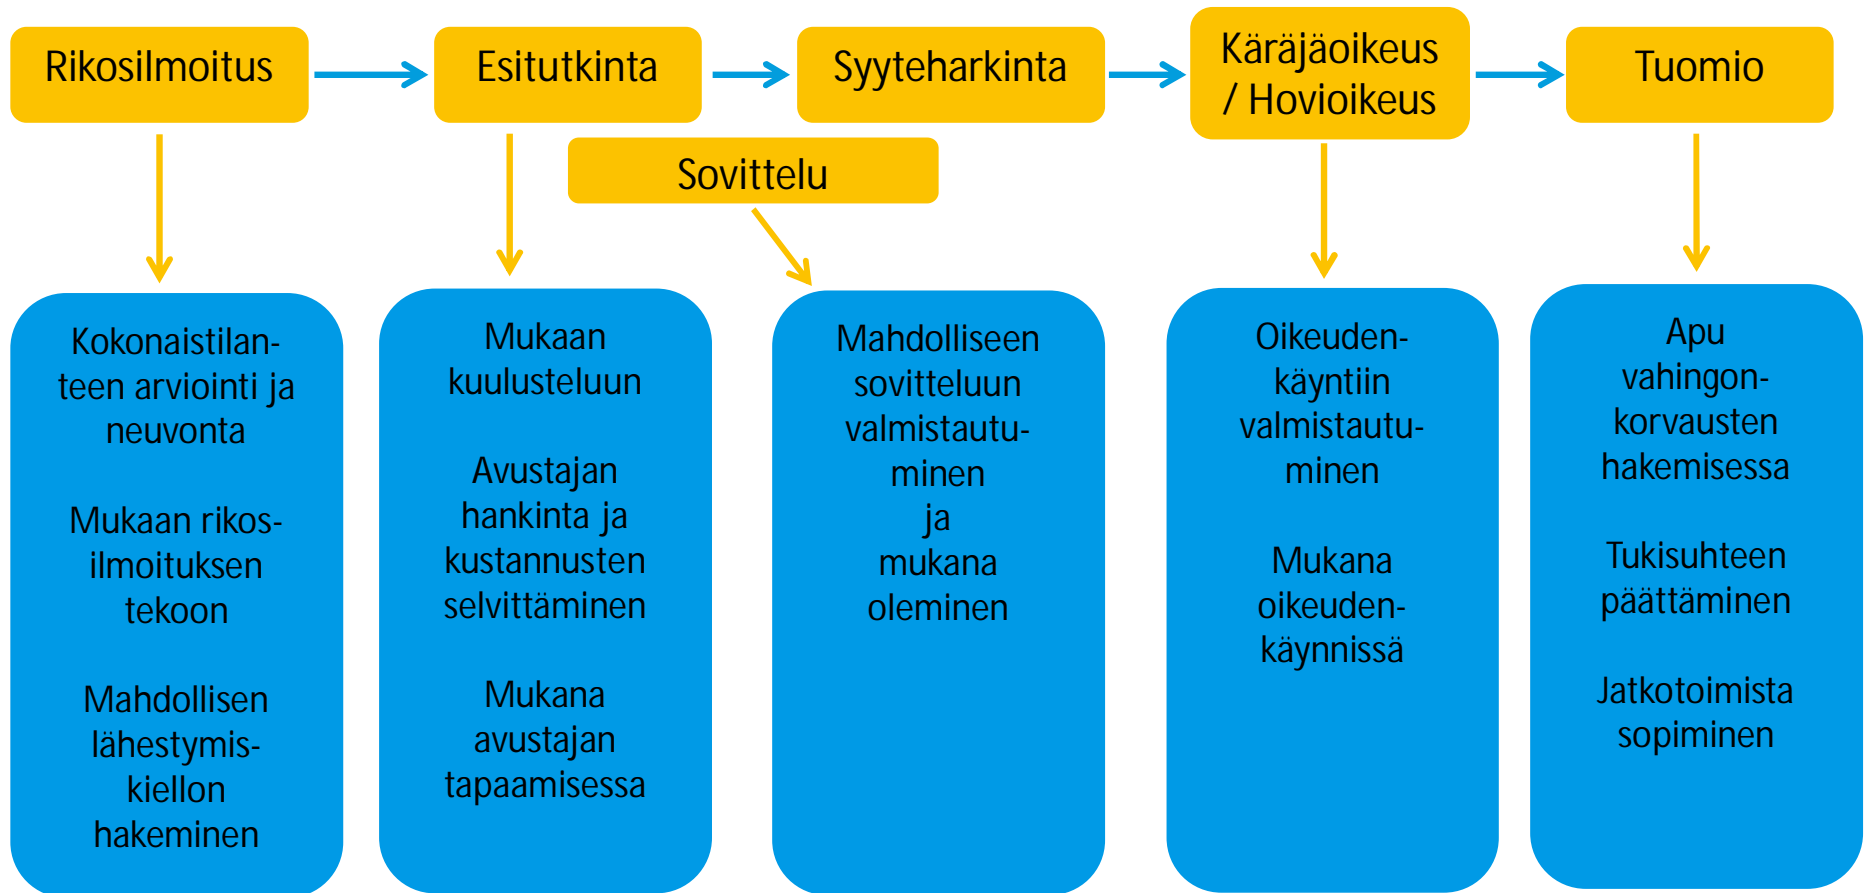 Rikosilmoitus
Esitutkinta
Syyteharkinta
Käräjäoikeus
/ Hovioikeus
Tuomio
Sovittelu
Kokonaistilan-
teen arviointi ja
neuvonta
Mukaan rikos-
ilmoituksen
tekoon
Mahdollisen
lähestymis-
kiellon
hakeminen
Mukaan
kuulusteluun
Avustajan
hankinta ja
kustannusten
selvittäminen
Mukana
avustajan
tapaamisessa
Mahdolliseen
sovitteluun
valmistautu-
minen
ja
mukana
oleminen
Oikeuden-
käyntiin
valmistautu-
minen
Mukana
oikeuden-
käynnissä
Apu
vahingon-
korvausten
hakemisessa
Tukisuhteen
päättäminen
Jatkotoimista
sopiminen